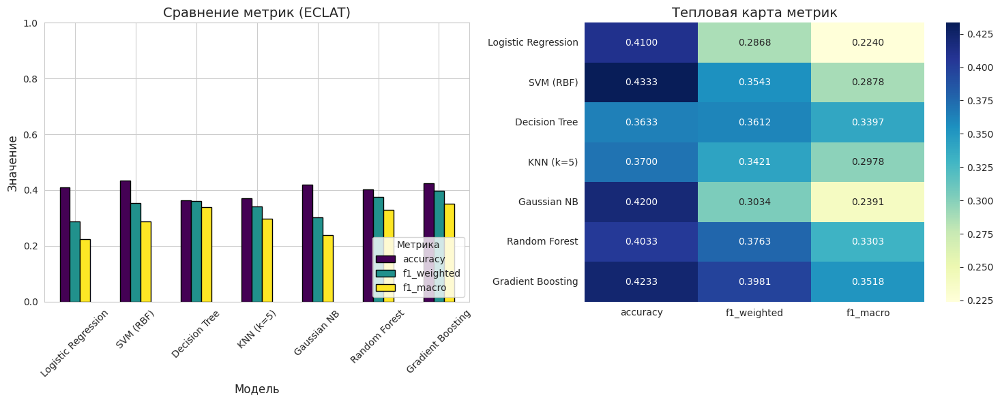 Сравнение метрик (ECLAT)
Значение
1.0
0.8
0.6
0.4
0.2
0.0
Метрика
accuracy
f1_weighted
f1_macro
Logistic Regression
SVM (RBF)
Decision Tree
KNN (k=5)
Gaussian NB
Random Forest
Gradient Boosting
Модель
Тепловая карта метрик
Logistic Regression 0.4100 0.2868 0.2240
SVM (RBF) 0.4333 0.3543 0.2878
Decision Tree 0.3633 0.3612 0.3397
KNN (k=5) 0.3700 0.3421 0.2978
Gaussian NB 0.4200 0.3034 0.2391
Random Forest 0.4033 0.3763 0.3303
Gradient Boosting 0.4233 0.3981 0.3518
accuracy f1_weighted f1_macro
0.425
0.400
0.375
0.350
0.325
0.300
0.275
0.250
0.225